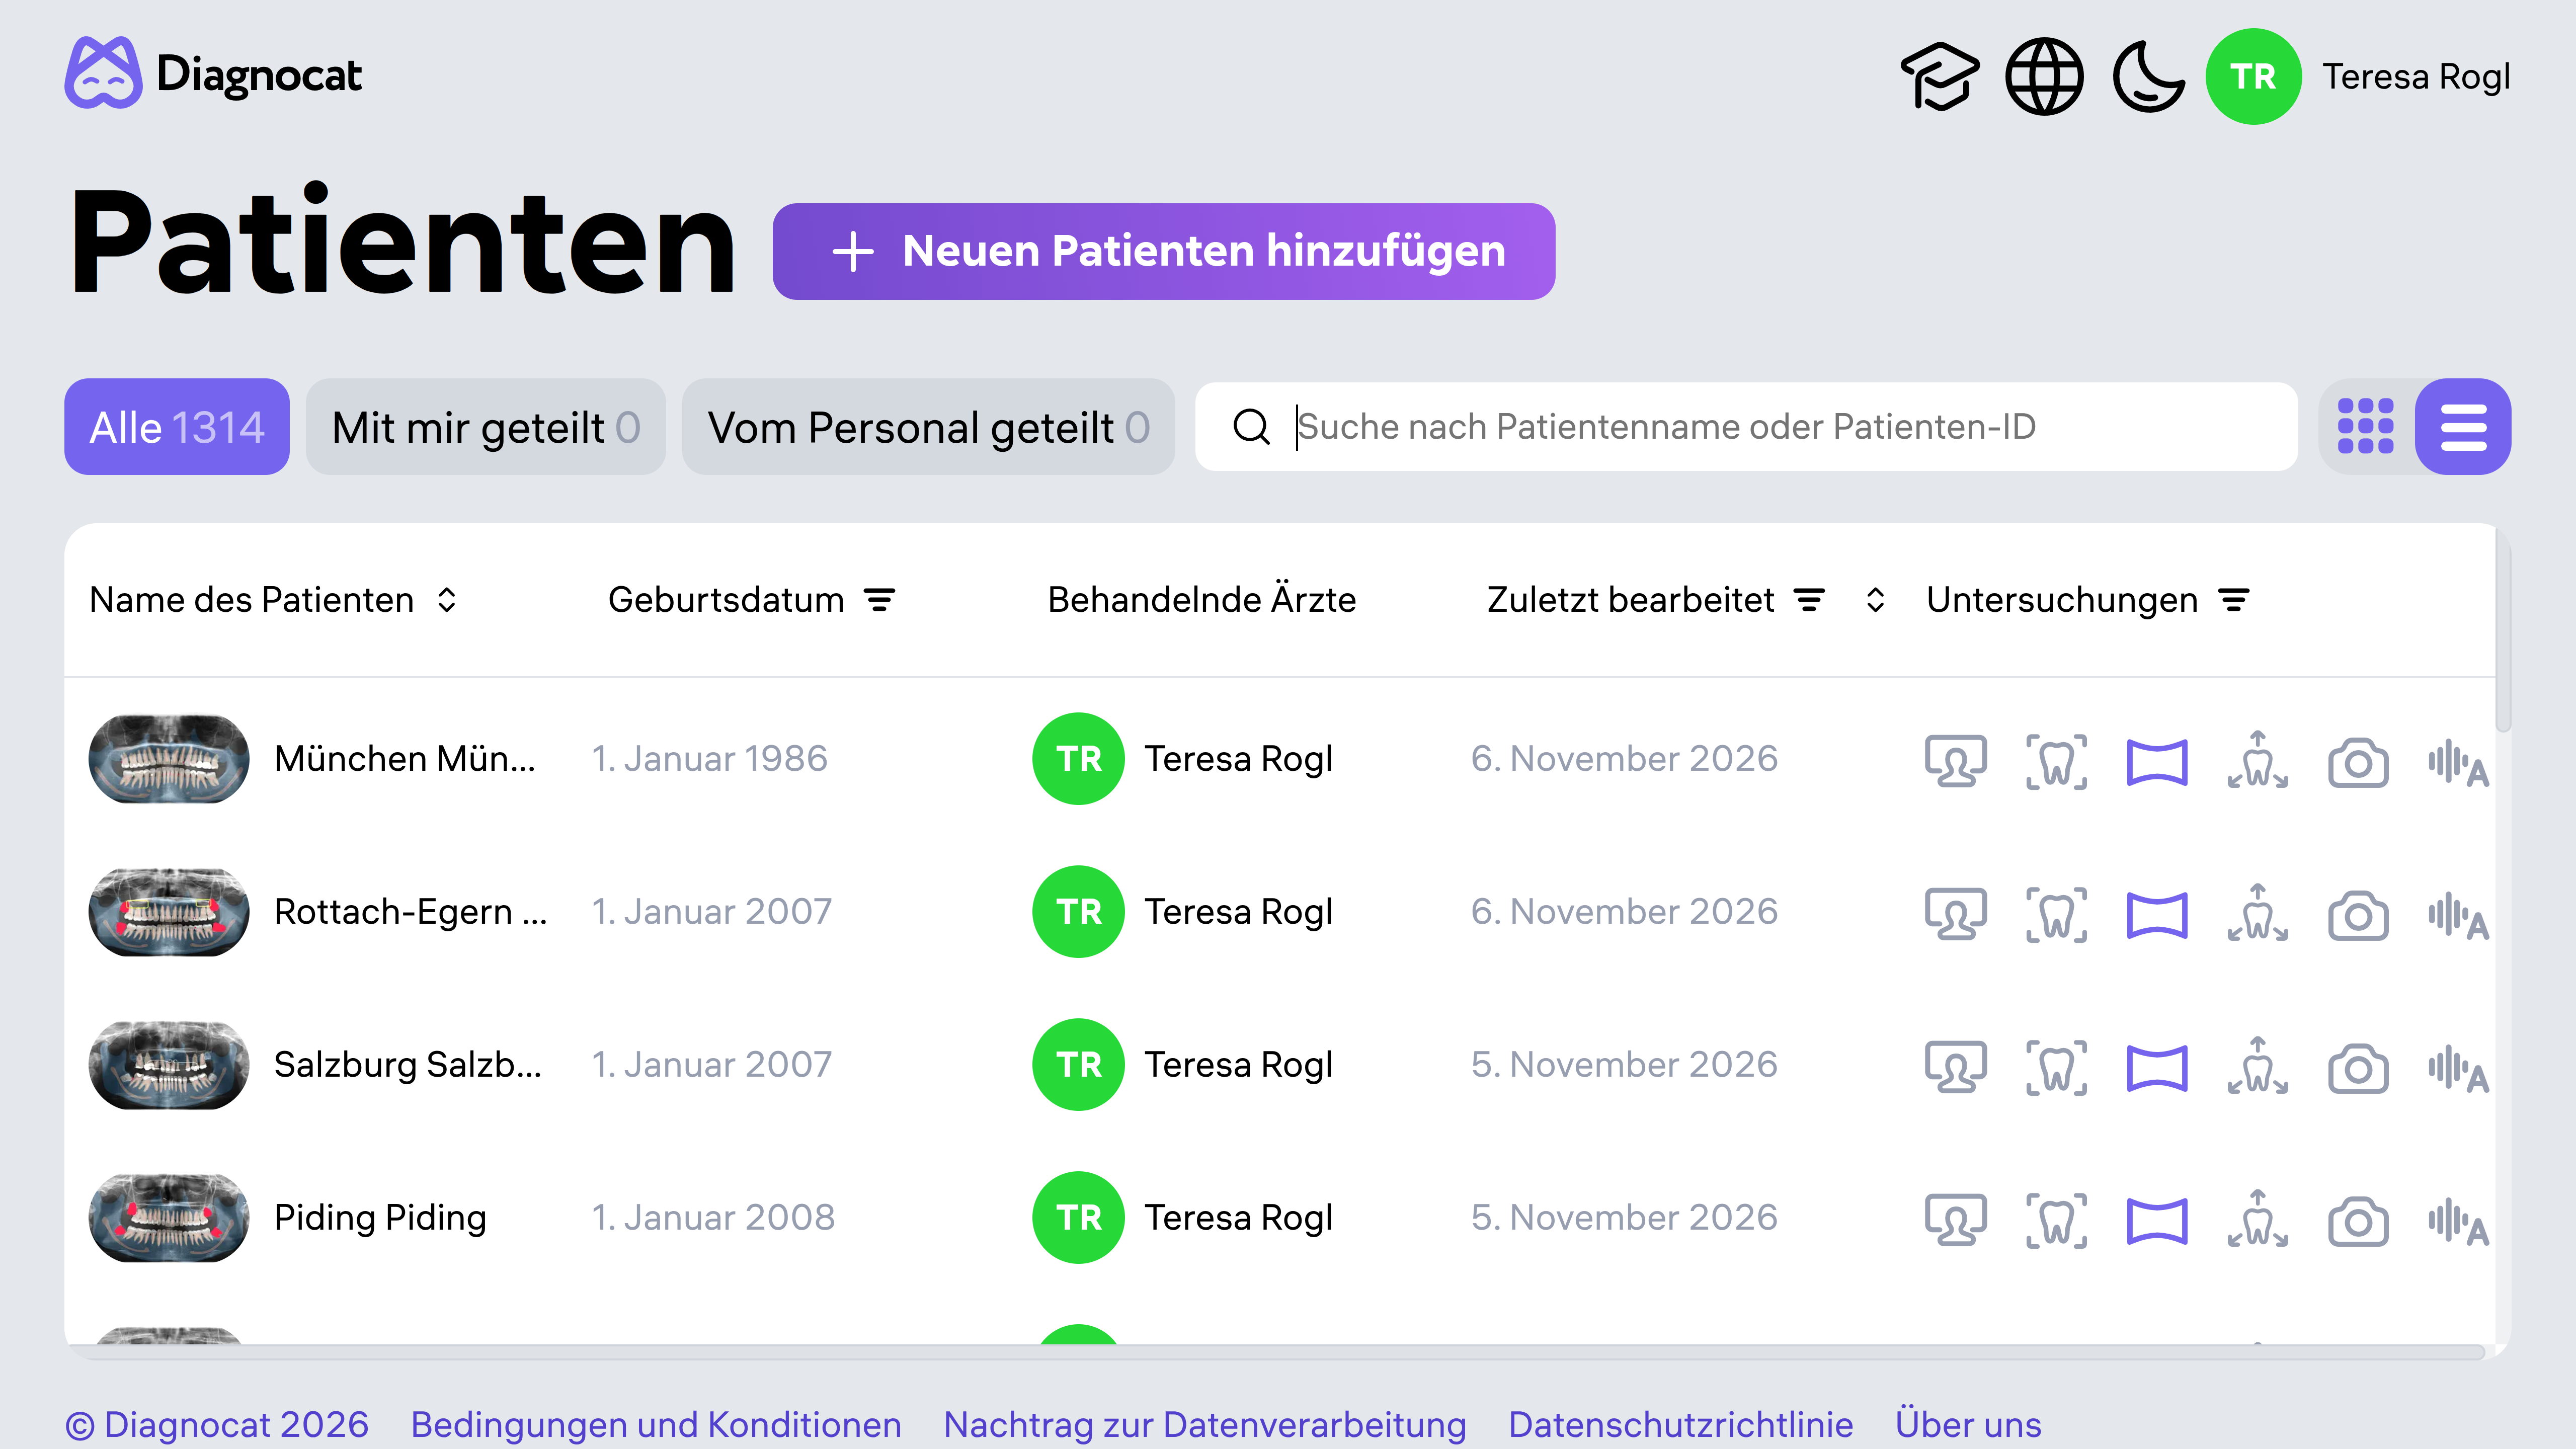 Diagnocat
TR Teresa Rogl
Patienten
Neuen Patienten hinzufügen
Alle 1314
Mit mir geteilt 0
Vom Personal geteilt 0
Suche nach Patientenname oder Patienten-ID
Name des Patienten Geburtsdatum Behandelnde Ärzte Zuletzt bearbeitet Untersuchungen
München Mün... 1. Januar 1986 TR Teresa Rogl 6. November 2026 A
Rottach-Egern ... 1. Januar 2007 TR Teresa Rogl 6. November 2026 A
Salzburg Salzb... 1. Januar 2007 TR Teresa Rogl 5. November 2026 A
Piding Piding 1. Januar 2008 TR Teresa Rogl 5. November 2026 A
© Diagnocat 2026 Bedingungen und Konditionen Nachtrag zur Datenverarbeitung Datenschutzrichtlinie Über uns